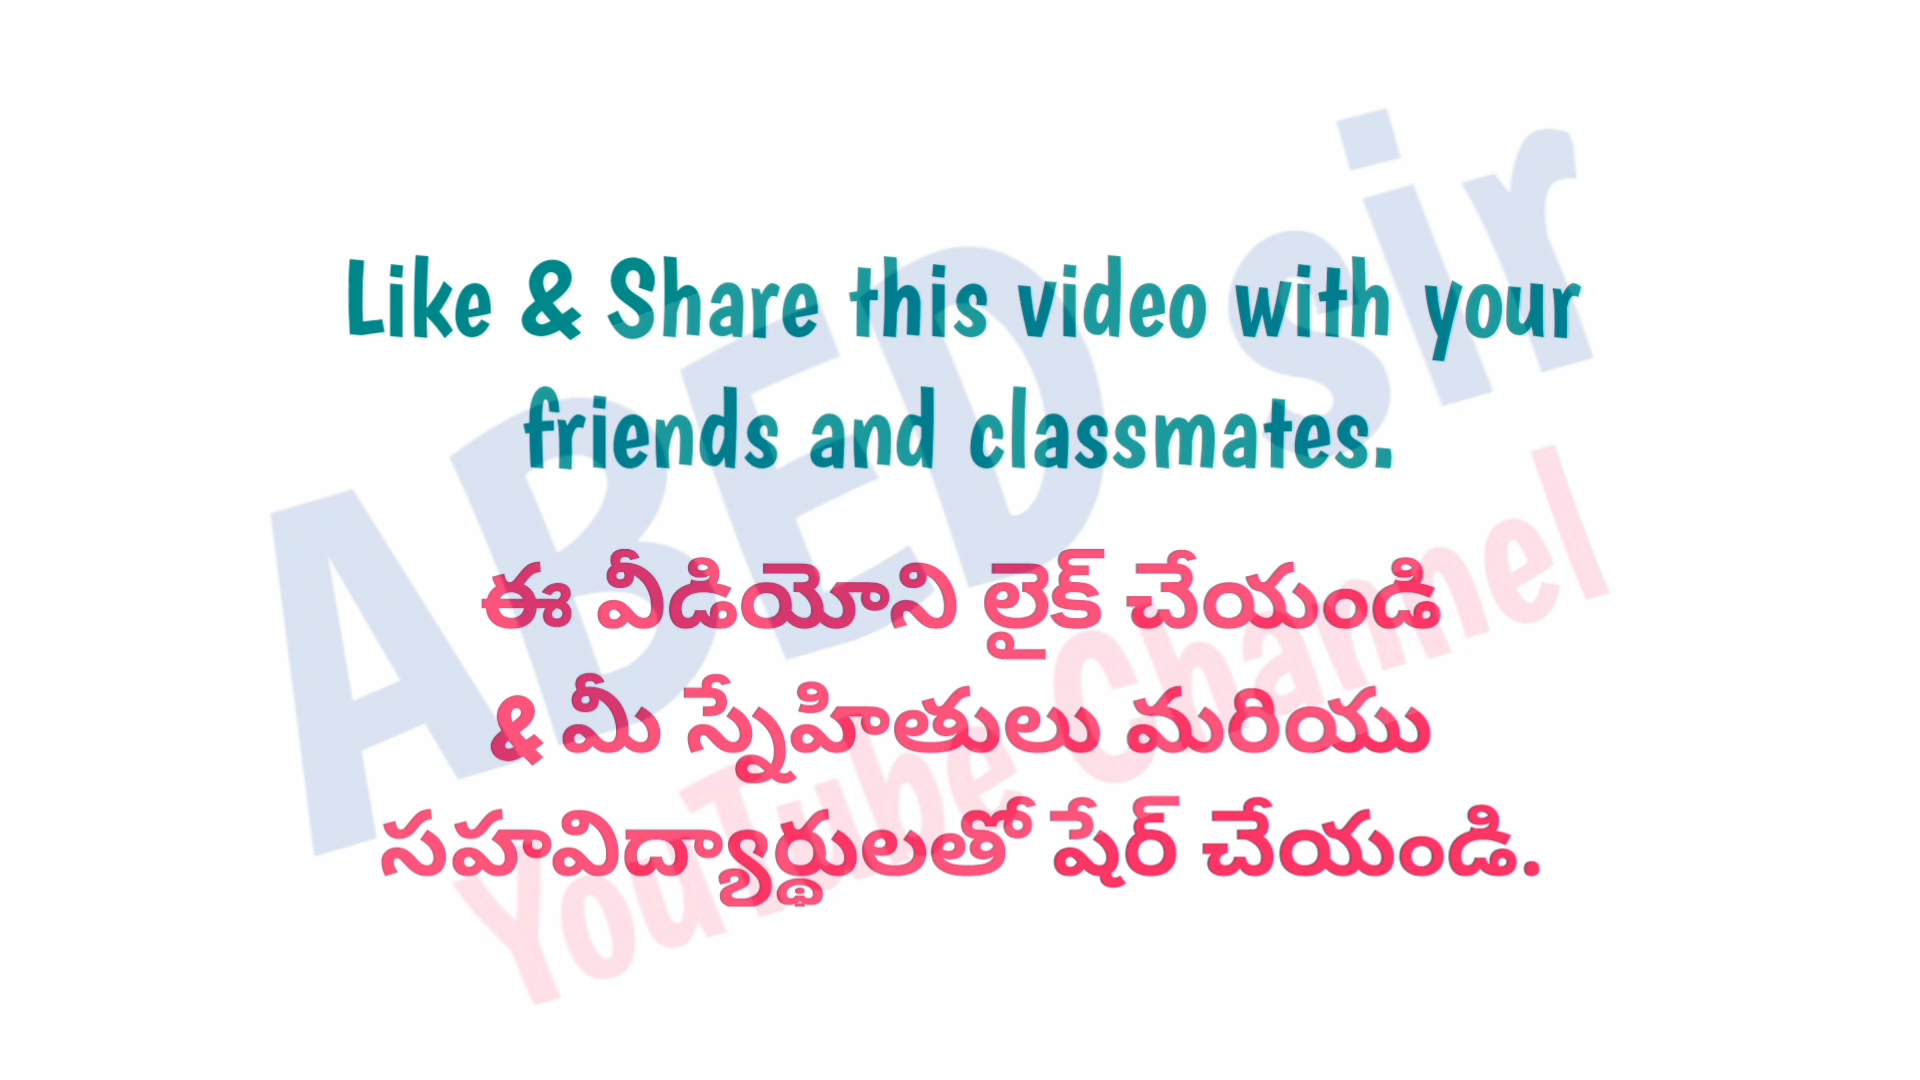 Like & Share this video with your
friends and classmates.
ఈ వీడియోని లైక్ చేయండి
& మీ స్నేహితులు మరియు
సహవిద్యార్థులతో షేర్ చేయండి.
ABED sir
YouTube Channel